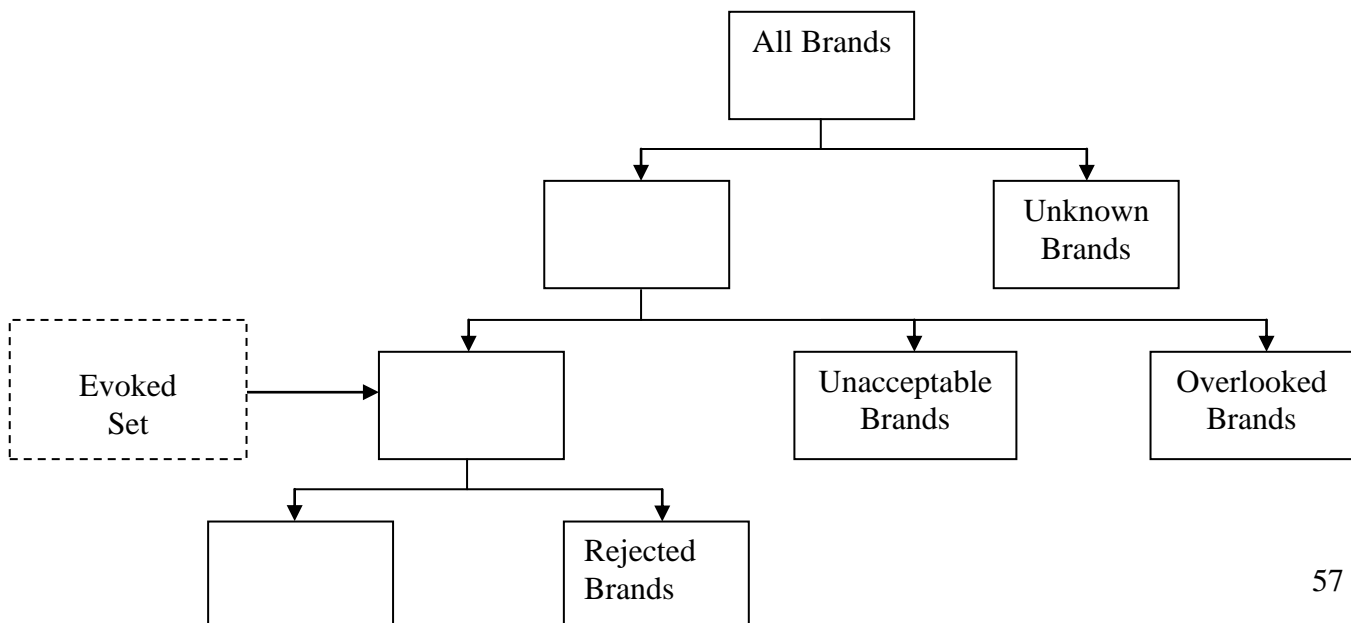 All Brands
Unknown
Brands
Evoked
Set
Unacceptable
Brands
Overlooked
Brands
Rejected
Brands
57